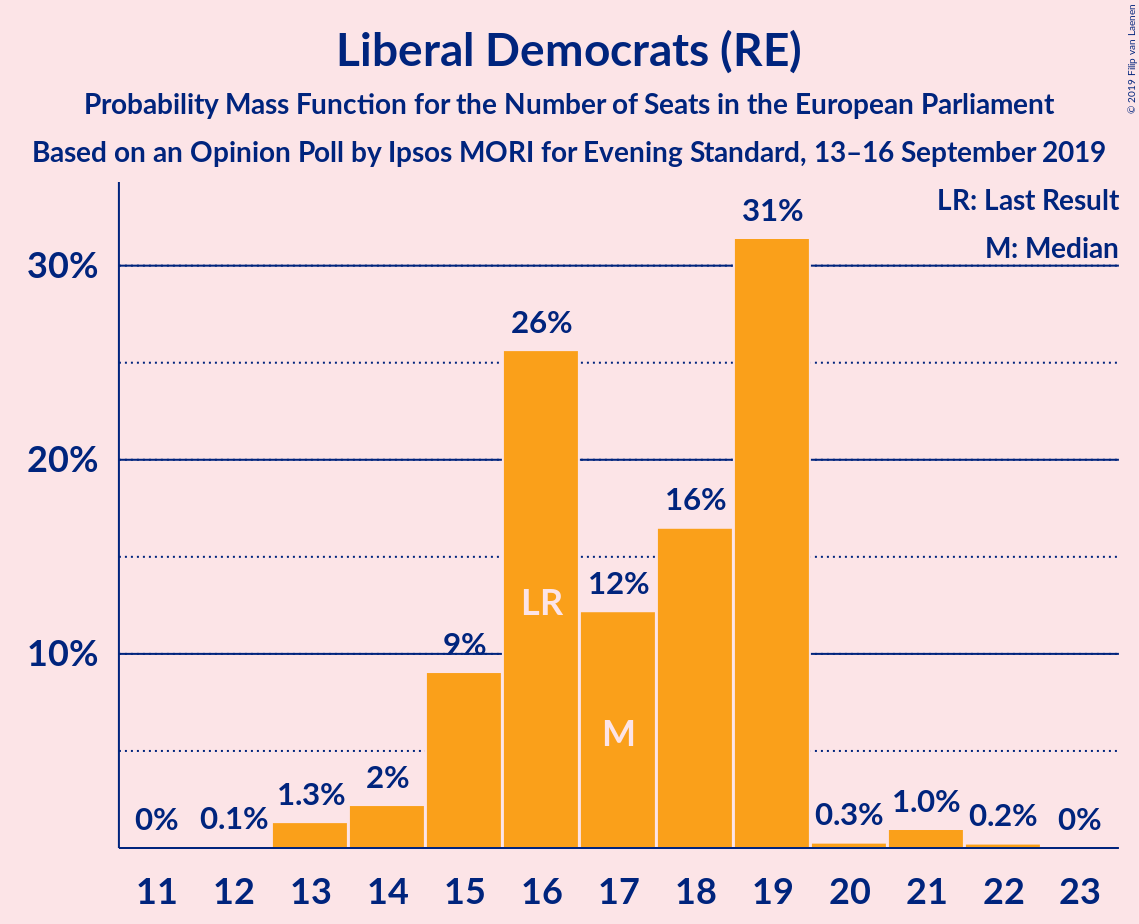 Liberal Democrats (RE)
Probability Mass Function for the Number of Seats in the European Parliament
Based on an Opinion Poll by Ipsos MORI for Evening Standard, 13–16 September 2019
© 2019 Filip van Laenen
LR: Last Result
M: Median
30%
20%
10%
0%
0.1%
1.3%
2%
9%
26%
12%
16%
31%
0.3%
1.0%
0.2%
0%
LR
M
11 12 13 14 15 16 17 18 19 20 21 22 23